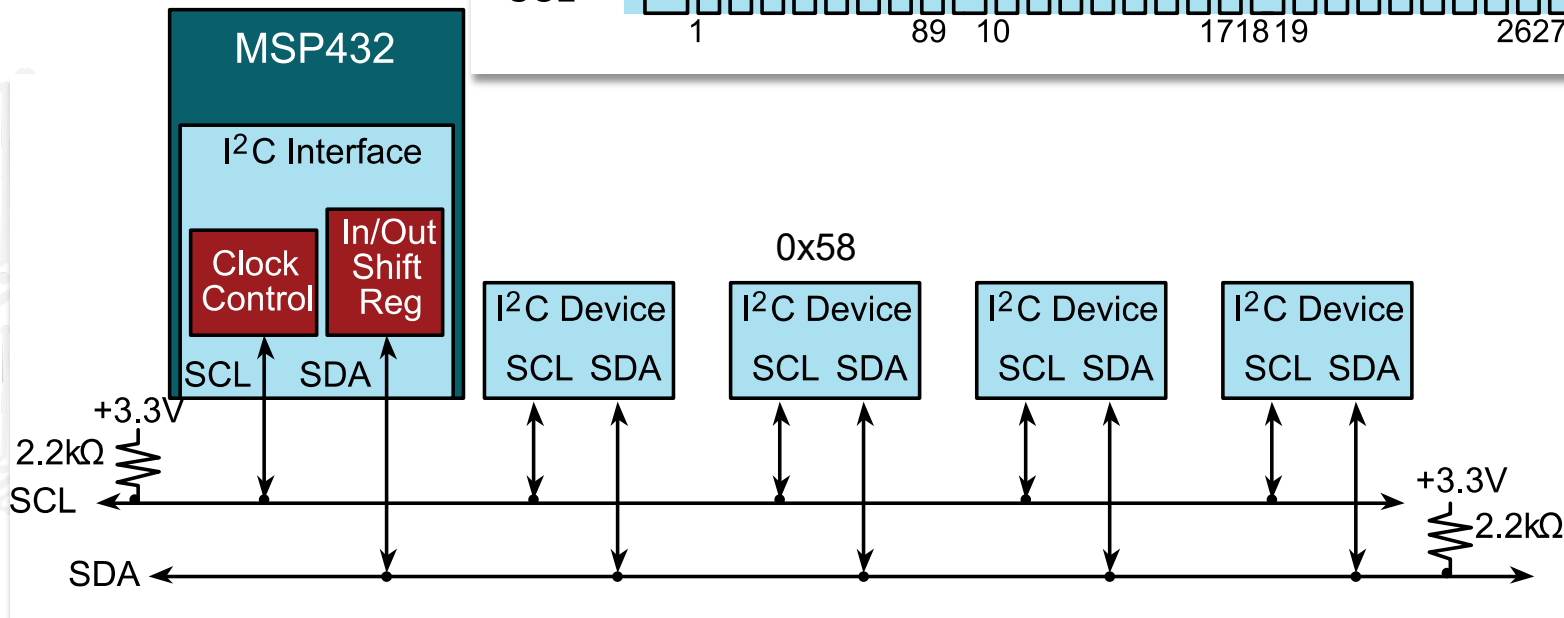 1 89 10 171819 2627
MSP432
I²C Interface
Clock
Control
In/Out
Shift
Reg
SCL SDA
0x58
I²C Device
SCL SDA
I²C Device
SCL SDA
I²C Device
SCL SDA
I²C Device
SCL SDA
+3.3V
2.2kΩ
SCL
+3.3V
2.2kΩ
SDA